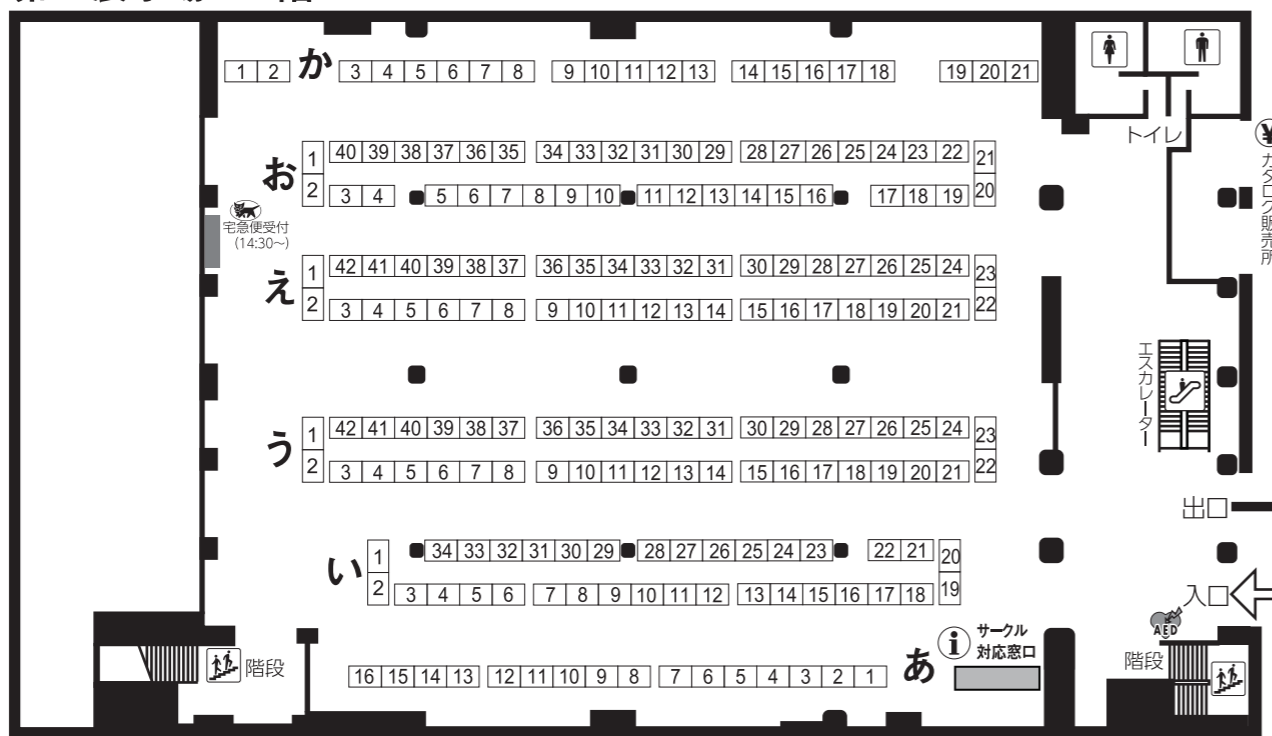 1 2 か 3 4 5 6 7 8 9 10 11 12 13 14 15 16 17 18 19 20 21
トイレ
¥
カタログ販売所
お
1 40 39 38 37 36 35 34 33 32 31 30 29 28 27 26 25 24 23 22 21
2 3 4 5 6 7 8 9 10 11 12 13 14 15 16 17 18 19 20
宅急便受付
(14:30~)
え
1 42 41 40 39 38 37 36 35 34 33 32 31 30 29 28 27 26 25 24 23
2 3 4 5 6 7 8 9 10 11 12 13 14 15 16 17 18 19 20 21 22
エスカレーター
う
1 42 41 40 39 38 37 36 35 34 33 32 31 30 29 28 27 26 25 24 23
2 3 4 5 6 7 8 9 10 11 12 13 14 15 16 17 18 19 20 21 22
出口
い
1 34 33 32 31 30 29 28 27 26 25 24 23 22 21 20
2 3 4 5 6 7 8 9 10 11 12 13 14 15 16 17 18 19
入口
AED
i
サークル
対応窓口
階段
階段
16 15 14 13 12 11 10 9 8 7 6 5 4 3 2 1 あ